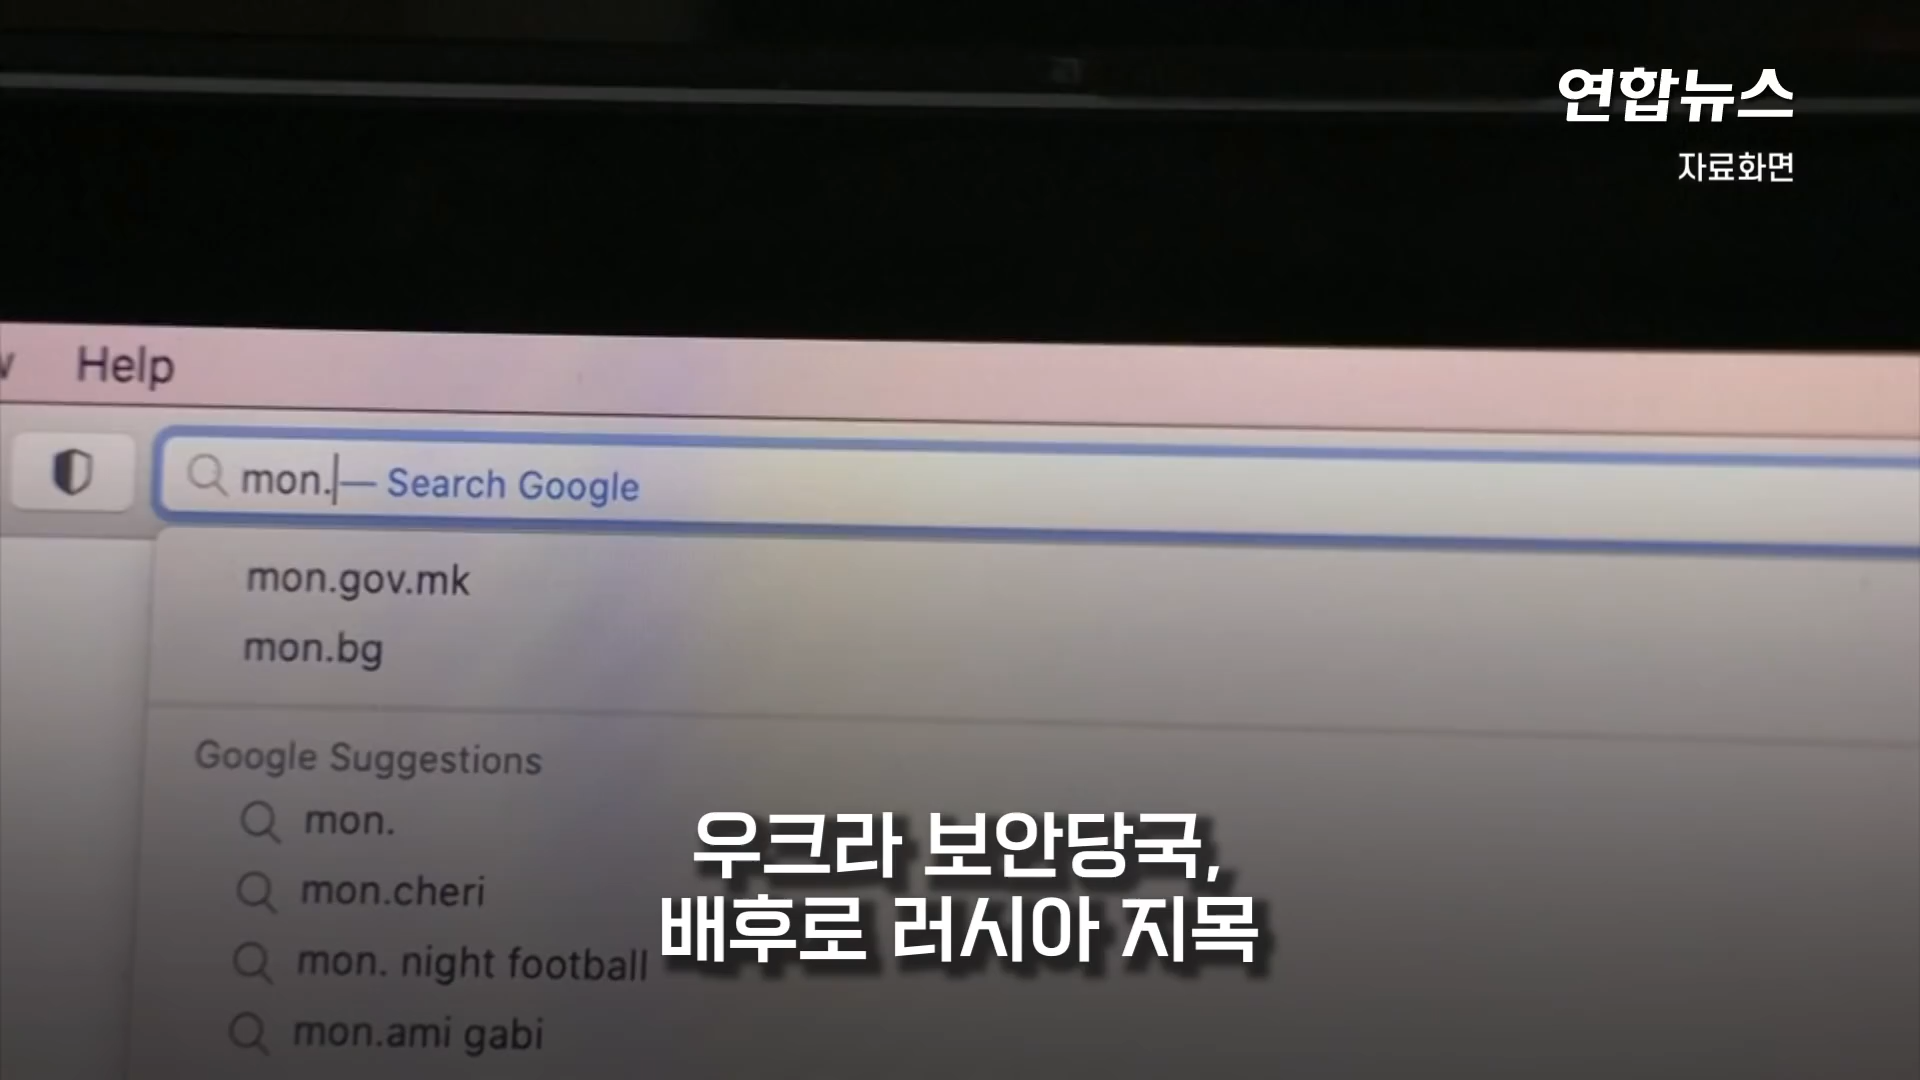 연합뉴스
자료화면
Help
mon.— Search Google
mon.gov.mk
mon.bg
Google Suggestions
mon.
mon.cheri
mon. night football
mon.ami gabi
우크라 보안당국,
배후로 러시아 지목